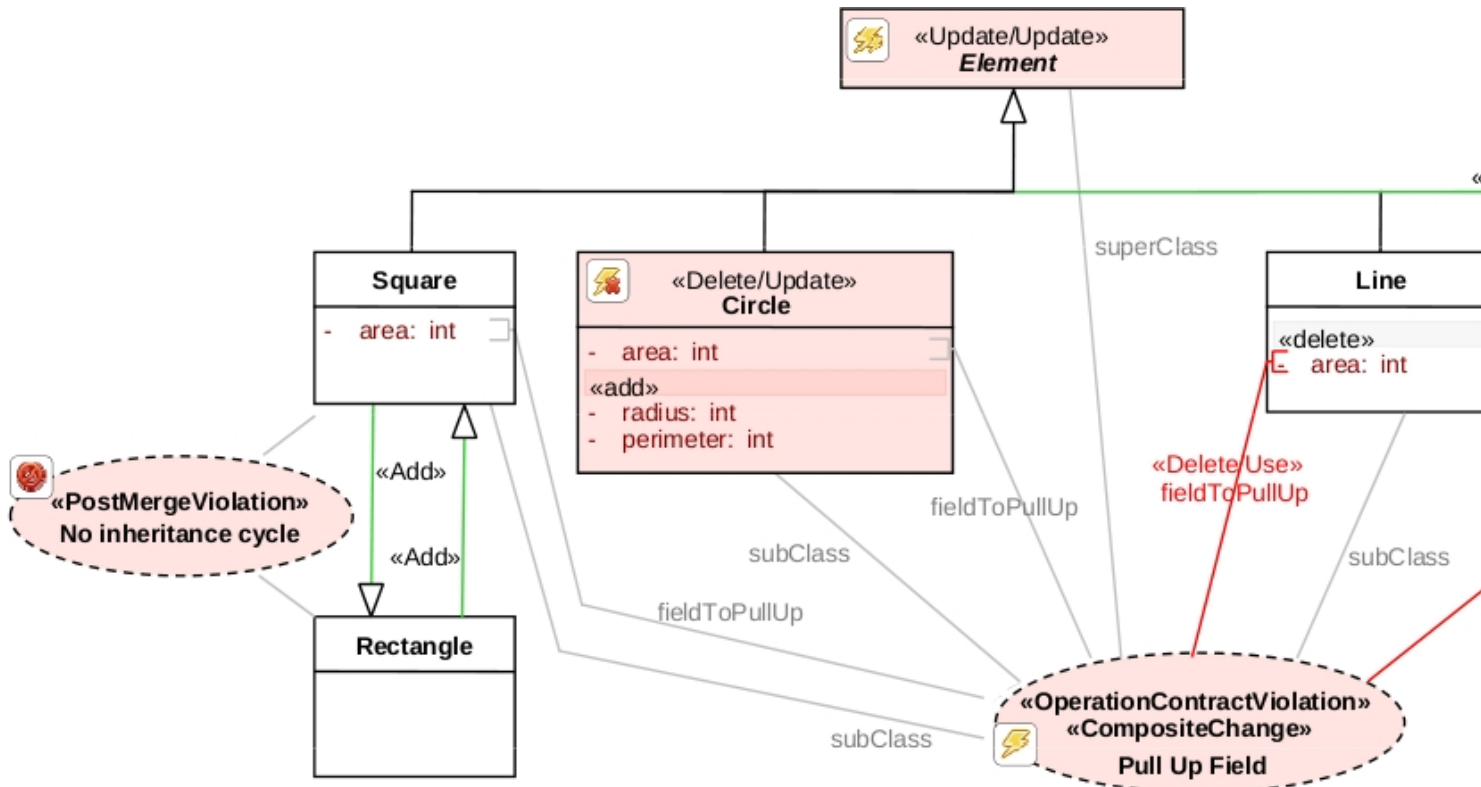 «Update/Update»
Element
«
superClass
Square
- area: int
«Delete/Update»
Circle
- area: int
«add»
- radius: int
- perimeter: int
Line
«delete»
- area: int
«Add»
«Add»
«PostMergeViolation»
No inheritance cycle
«Delete/Use»
fieldToPullUp
fieldToPullUp
subClass
subClass
fieldToPullUp
Rectangle
subClass
«OperationContractViolation»
«CompositeChange»
Pull Up Field